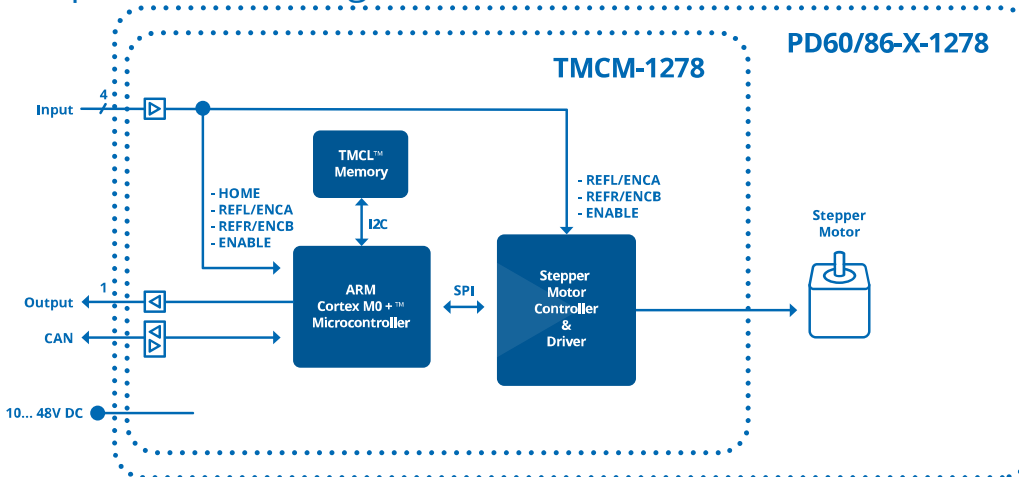 PD60/86-X-1278
TMCM-1278
4
Input
TMCL™
Memory
- HOME
- REFL/ENCA
- REFR/ENCB
- ENABLE
I2C
- REFL/ENCA
- REFR/ENCB
- ENABLE
Stepper
Motor
ARM
Cortex M0 + ™
Microcontroller
SPI
Stepper
Motor
Controller
&
Driver
1
Output
CAN
10... 48V DC